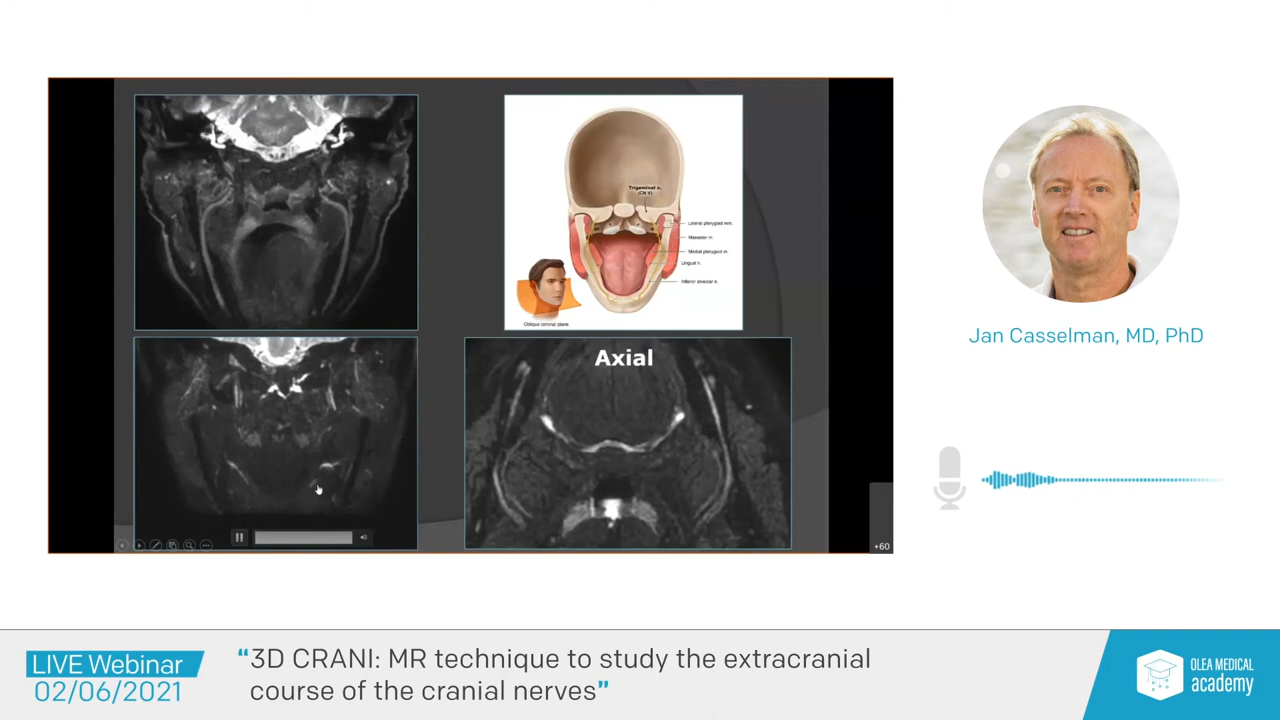 Trigeminal n.
(CN V)
Lateral pterygoid mm.
Masseter m.
Medial pterygoid m.
Lingual n.
Inferior alveolar n.
Oblique coronal plane
Axial
+60
Jan Casselman, MD, PhD
LIVE Webinar
02/06/2021
“3D CRANI: MR technique to study the extracranial
course of the cranial nerves”
OLEA MEDICAL
academy